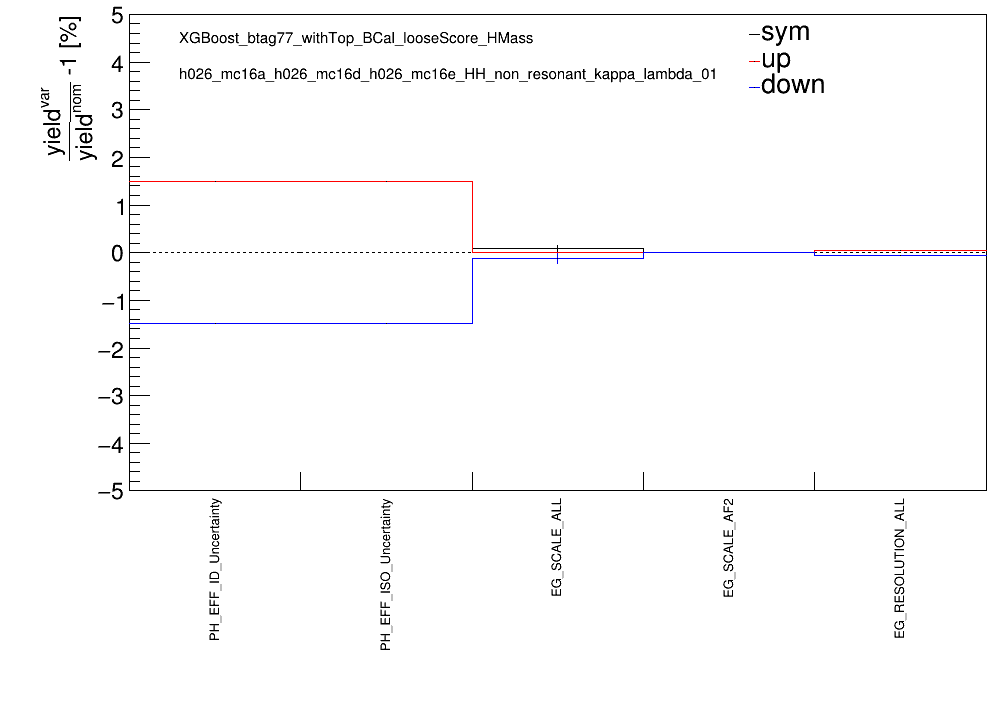 yield^var / yield^nom -1 [%]
XGBoost_btag77_withTop_BCal_looseScore_HMass
h026_mc16a_h026_mc16d_h026_mc16e_HH_non_resonant_kappa_lambda_01
sym
up
down
5
4
3
2
1
0
−1
−2
−3
−4
−5
PH_EFF_ID_Uncertainty
PH_EFF_ISO_Uncertainty
EG_SCALE_ALL
EG_SCALE_AF2
EG_RESOLUTION_ALL